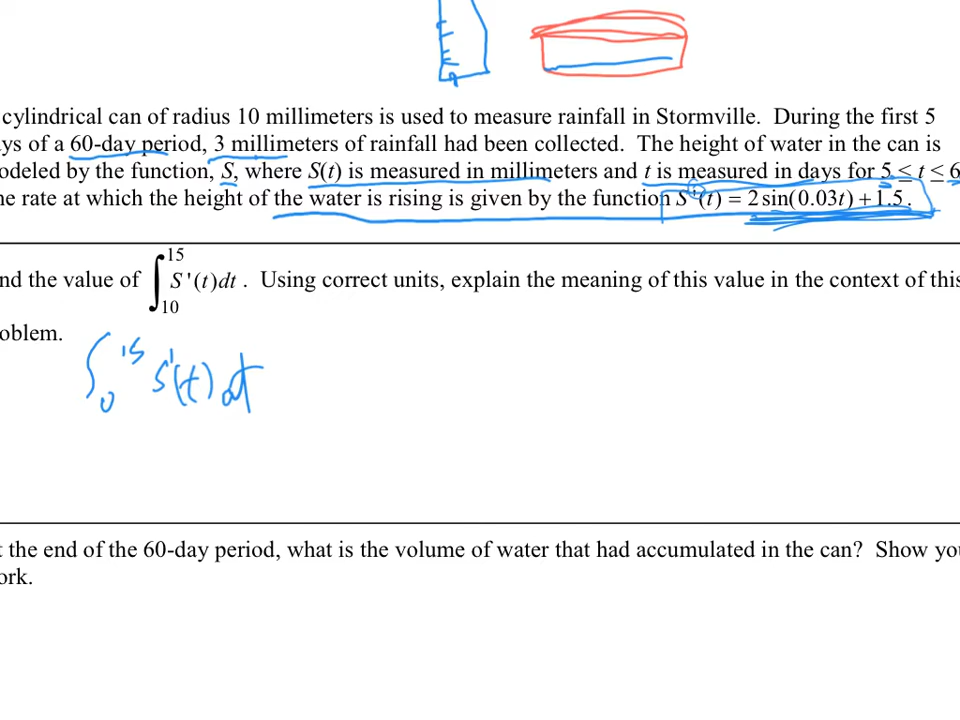 cylindrical can of radius 10 millimeters is used to measure rainfall in Stormville. During the first 5
ys of a 60-day period, 3 millimeters of rainfall had been collected. The height of water in the can is
odeled by the function, S, where S(t) is measured in millimeters and t is measured in days for 5 ≤ t ≤ 6
he rate at which the height of the water is rising is given by the function S '(t) = 2 sin(0.03t) + 1.5.
nd the value of ∫₁₀¹⁵ S '(t)dt . Using correct units, explain the meaning of this value in the context of this
oblem.
∫₀¹⁵ S'(t) dt
t the end of the 60-day period, what is the volume of water that had accumulated in the can? Show you
ork.